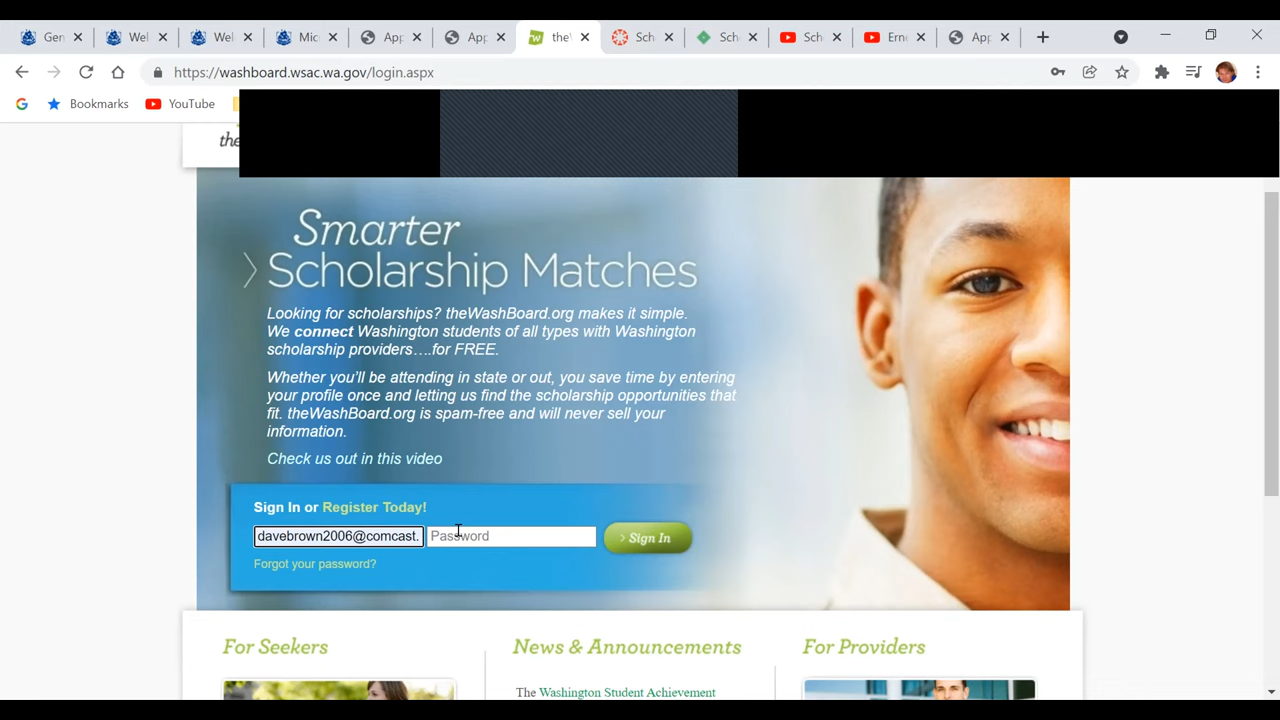 Gen
Wel
Wel
Mic
App
App
the
Sch
Sch
Sch
Erne
App
https://washboard.wsac.wa.gov/login.aspx
G
Bookmarks
YouTube
the
Smarter
Scholarship Matches
Looking for scholarships? theWashBoard.org makes it simple.
We connect Washington students of all types with Washington
scholarship providers....for FREE.
Whether you'll be attending in state or out, you save time by entering
your profile once and letting us find the scholarship opportunities that
fit. theWashBoard.org is spam-free and will never sell your
information.
Check us out in this video
Sign In or Register Today!
davebrown2006@comcast.
Password
> Sign In
Forgot your password?
For Seekers
News & Announcements
For Providers
The Washington Student Achievement